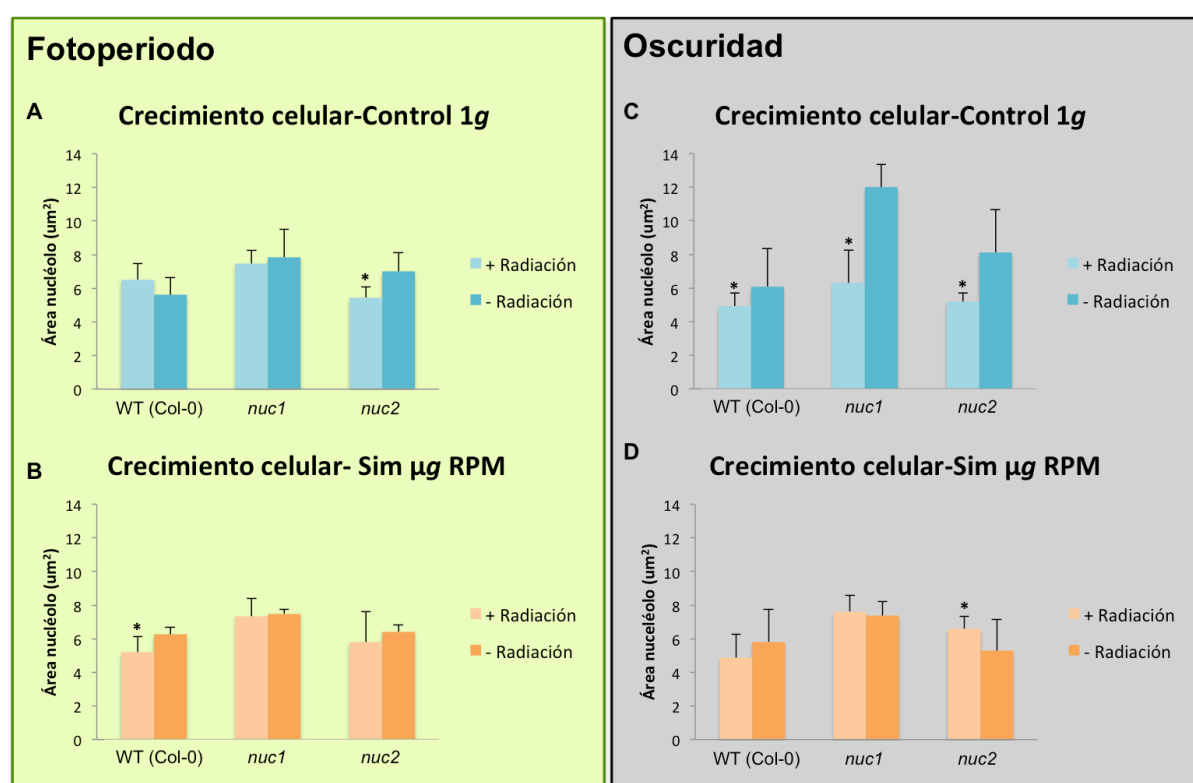 Fotoperiodo
A
Crecimiento celular-Control 1g
Área nucléolo (um²)
14
12
10
8
6
4
2
0
*
WT (Col-0)
nuc1
nuc2
+ Radiación
- Radiación
B
Crecimiento celular- Sim µg RPM
Área nucléolo (um²)
14
12
10
8
6
4
2
0
*
WT (Col-0)
nuc1
nuc2
+ Radiación
- Radiación
Oscuridad
C
Crecimiento celular-Control 1g
Área nucléolo (um²)
14
12
10
8
6
4
2
0
*
*
*
WT (Col-0)
nuc1
nuc2
+ Radiación
- Radiación
D
Crecimiento celular-Sim µg RPM
Área nuceléolo (um²)
14
12
10
8
6
4
2
0
*
WT (Col-0)
nuc1
nuc2
+ Radiación
- Radiación